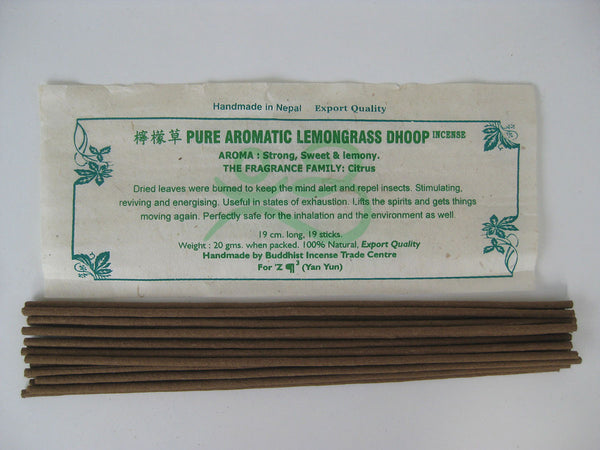 Handmade in Nepal Export Quality
檸檬草 PURE AROMATIC LEMONGRASS DHOOP INCENSE
AROMA : Strong, Sweet & lemony.
THE FRAGRANCE FAMILY: Citrus
Dried leaves were burned to keep the mind alert and repel insects. Stimulating,
reviving and energising. Useful in states of exhaustion. Lifts the spirits and gets things
moving again. Perfectly safe for the inhalation and the environment as well.
19 cm. long, 19 sticks.
Weight : 20 gms. when packed. 100% Natural, Export Quality
Handmade by Buddhist Incense Trade Centre
For (Yan Yun)